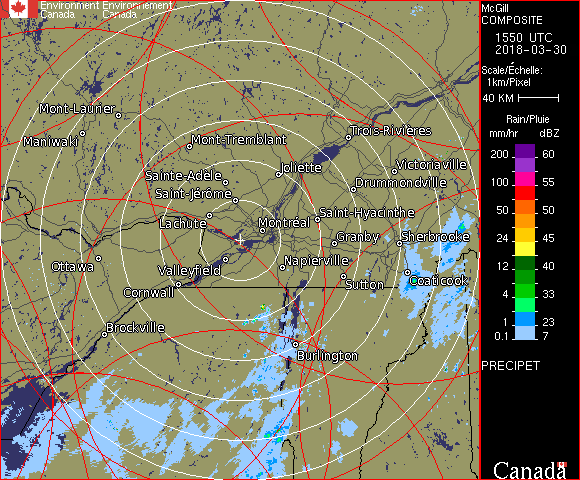 Environment Environnement
Canada Canada
McGill
COMPOSITE
1550 UTC
2018-03-30
Scale/Échelle:
1km/Pixel
40 KM
Rain/Pluie
mm/hr dBZ
200 60
100 55
50 50
24 45
12 40
4 33
1 23
0.1 7
PRECIPET
Mont-Laurier
Maniwaki
Mont-Tremblant
Trois-Rivières
Sainte-Adèle
Joliette
Victoriaville
Saint-Jérôme
Drummondville
Lachute
Montréal
Saint-Hyacinthe
Granby
Sherbrooke
Ottawa
Valleyfield
Napierville
Cornwall
Sutton
Coaticook
Brockville
Burlington
Canada